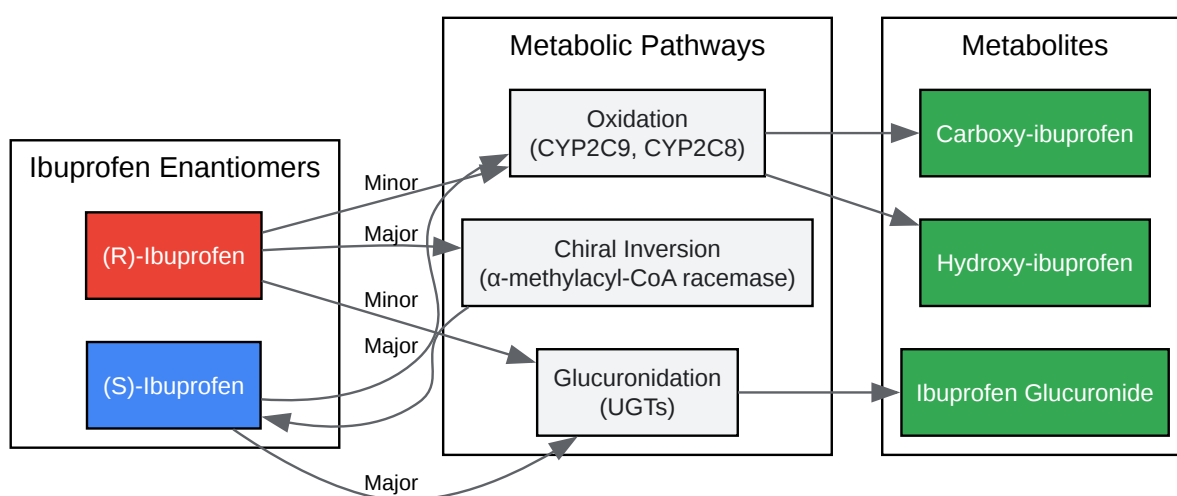 Ibuprofen Enantiomers
(R)-Ibuprofen
(S)-Ibuprofen
Minor
Major
Minor
Major
Major
Metabolic Pathways
Oxidation
(CYP2C9, CYP2C8)
Chiral Inversion
(α-methylacyl-CoA racemase)
Glucuronidation
(UGTs)
Metabolites
Carboxy-ibuprofen
Hydroxy-ibuprofen
Ibuprofen Glucuronide